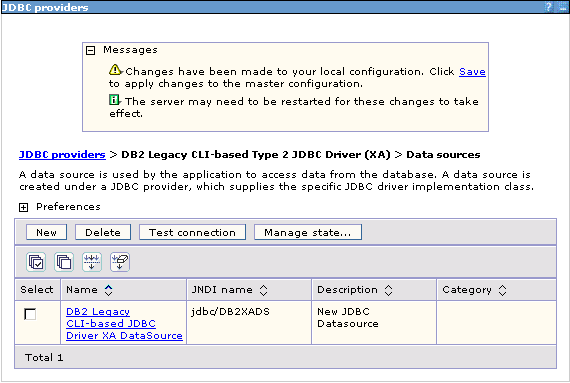 JDBC providers
Messages
Changes have been made to your local configuration. Click Save
to apply changes to the master configuration.
The server may need to be restarted for these changes to take
effect.
JDBC providers > DB2 Legacy CLI-based Type 2 JDBC Driver (XA) > Data sources
A data source is used by the application to access data from the database. A data source is
created under a JDBC provider, which supplies the specific JDBC driver implementation class.
Preferences
New Delete Test connection Manage state...
Select Name JNDI name Description Category
DB2 Legacy jdbc/DB2XADS New JDBC
CLI-based JDBC Datasource
Driver XA DataSource
Total 1